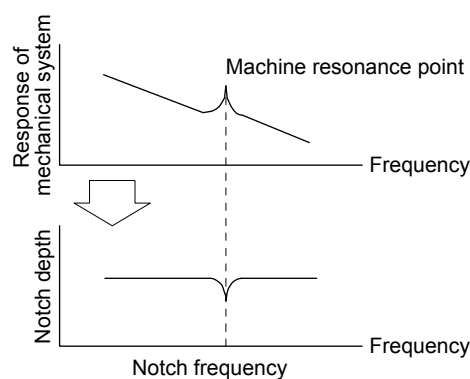 Response of
mechanical system
Machine resonance point
Frequency
Notch depth
Frequency
Notch frequency